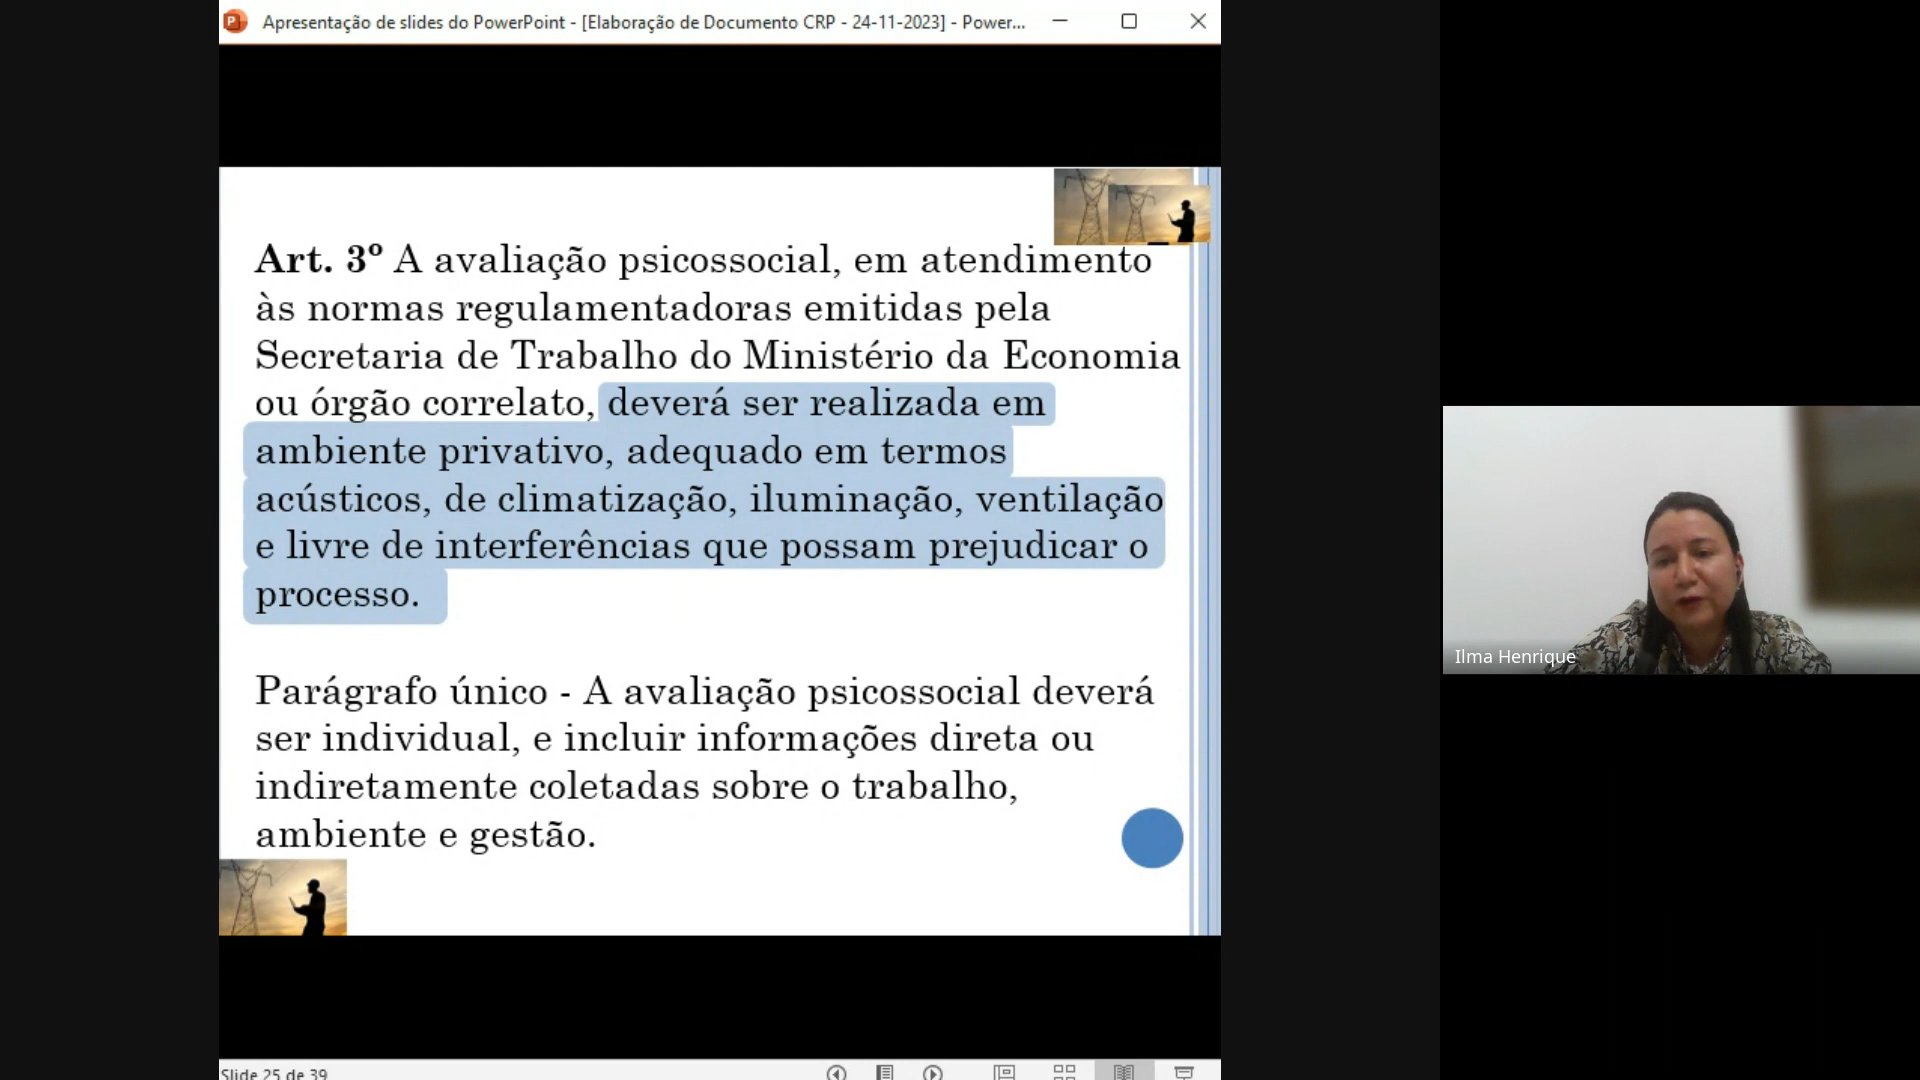 Apresentação de slides do PowerPoint - [Elaboração de Documento CRP - 24-11-2023] - Power...
Art. 3º A avaliação psicossocial, em atendimento
às normas regulamentadoras emitidas pela
Secretaria de Trabalho do Ministério da Economia
ou órgão correlato, deverá ser realizada em
ambiente privativo, adequado em termos
acústicos, de climatização, iluminação, ventilação
e livre de interferências que possam prejudicar o
processo.
Parágrafo único - A avaliação psicossocial deverá
ser individual, e incluir informações direta ou
indiretamente coletadas sobre o trabalho,
ambiente e gestão.
Slide 25 de 39
Ilma Henrique